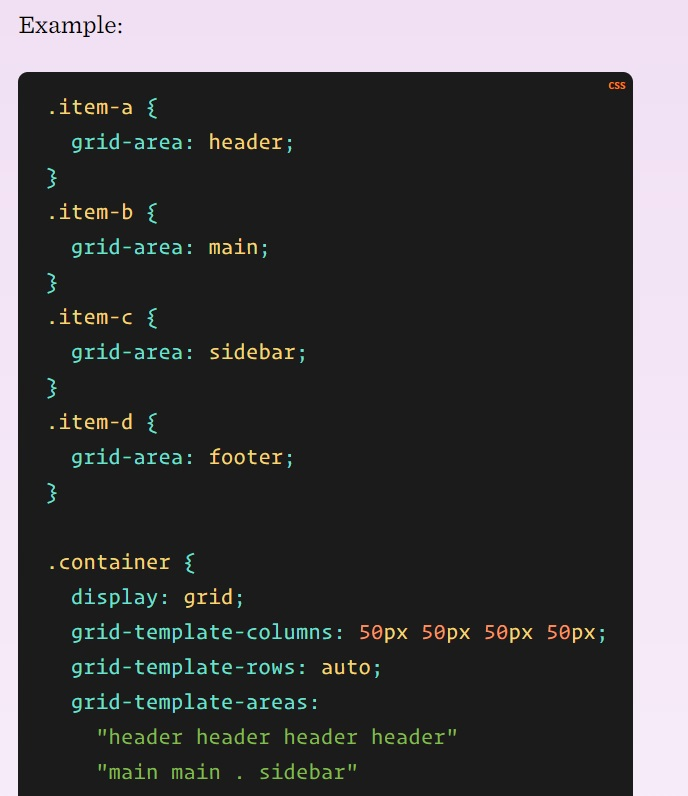 Example:
css
.item-a {
  grid-area: header;
}
.item-b {
  grid-area: main;
}
.item-c {
  grid-area: sidebar;
}
.item-d {
  grid-area: footer;
}

.container {
  display: grid;
  grid-template-columns: 50px 50px 50px 50px;
  grid-template-rows: auto;
  grid-template-areas:
    "header header header header"
    "main main . sidebar"